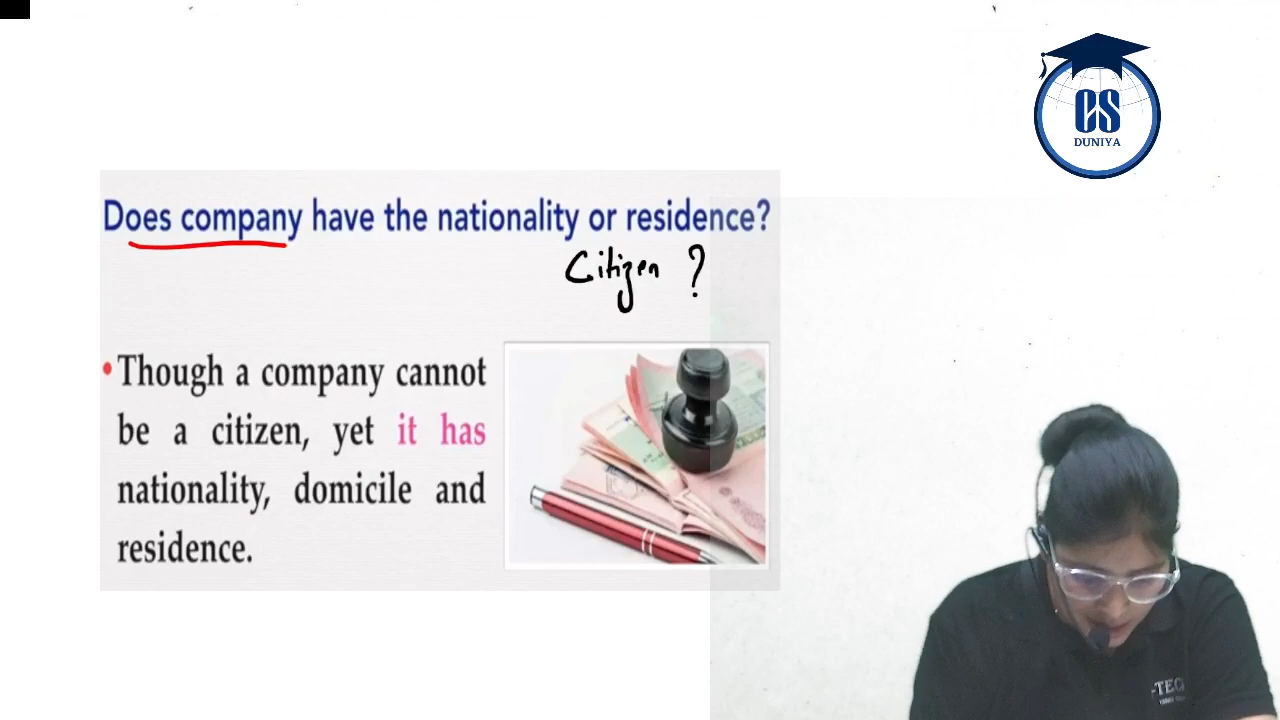 CS
DUNIYA
Does company have the nationality or residence?
Citizen ?
• Though a company cannot
be a citizen, yet it has
nationality, domicile and
residence.
-TEQ